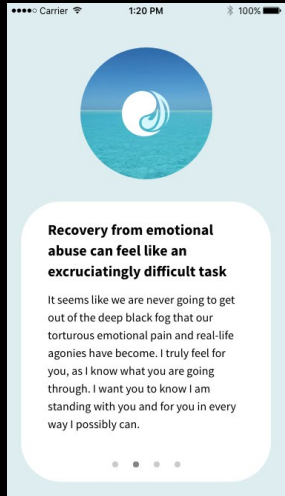 Carrier 1:20 PM 100%
Recovery from emotional
abuse can feel like an
excruciatingly difficult task
It seems like we are never going to get
out of the deep black fog that our
torturous emotional pain and real-life
agonies have become. I truly feel for
you, as I know what you are going
through. I want you to know I am
standing with you and for you in every
way I possibly can.